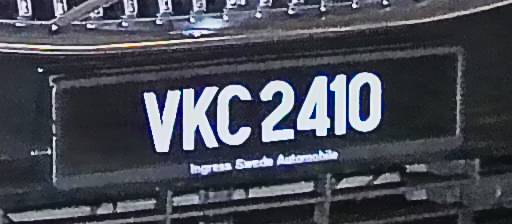 VKC 2410
Ingress Swede Automobile